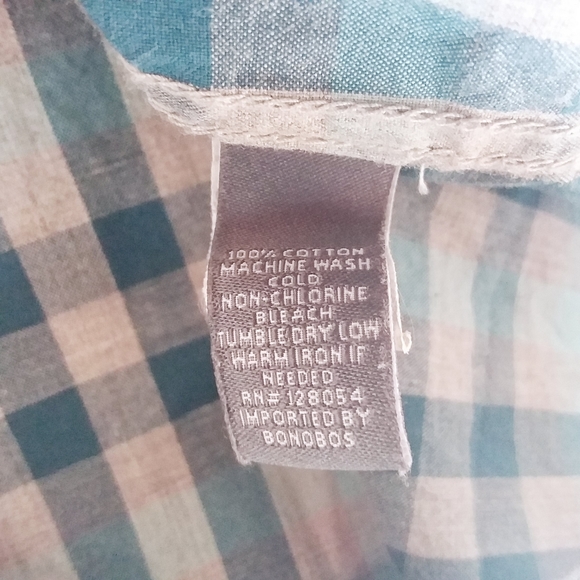 100% COTTON
MACHINE WASH
COLD
NON-CHLORINE
BLEACH
TUMBLE DRY LOW
WARM IRON IF
NEEDED
RN# 128054
IMPORTED BY
BONOBOS